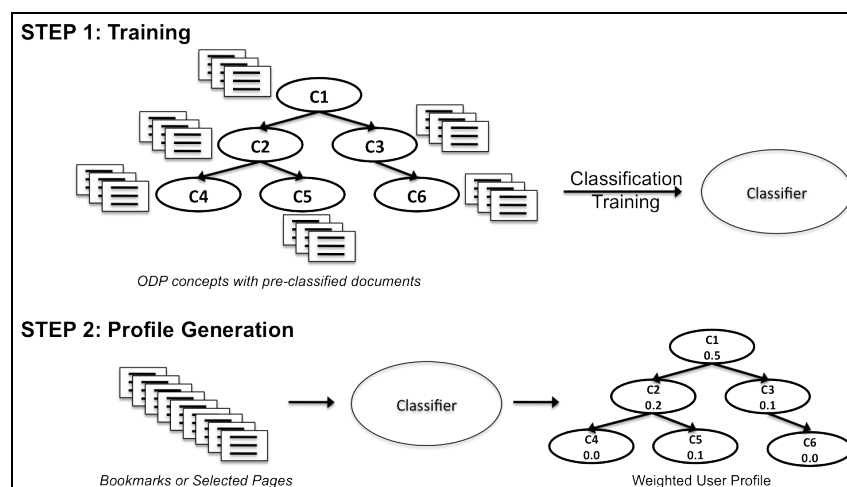 STEP 1: Training
C1
C2
C3
C4
C5
C6
Classification
Training
Classifier
ODP concepts with pre-classified documents
STEP 2: Profile Generation
Classifier
C1
0.5
C2
0.2
C3
0.1
C4
0.0
C5
0.1
C6
0.0
Bookmarks or Selected Pages
Weighted User Profile